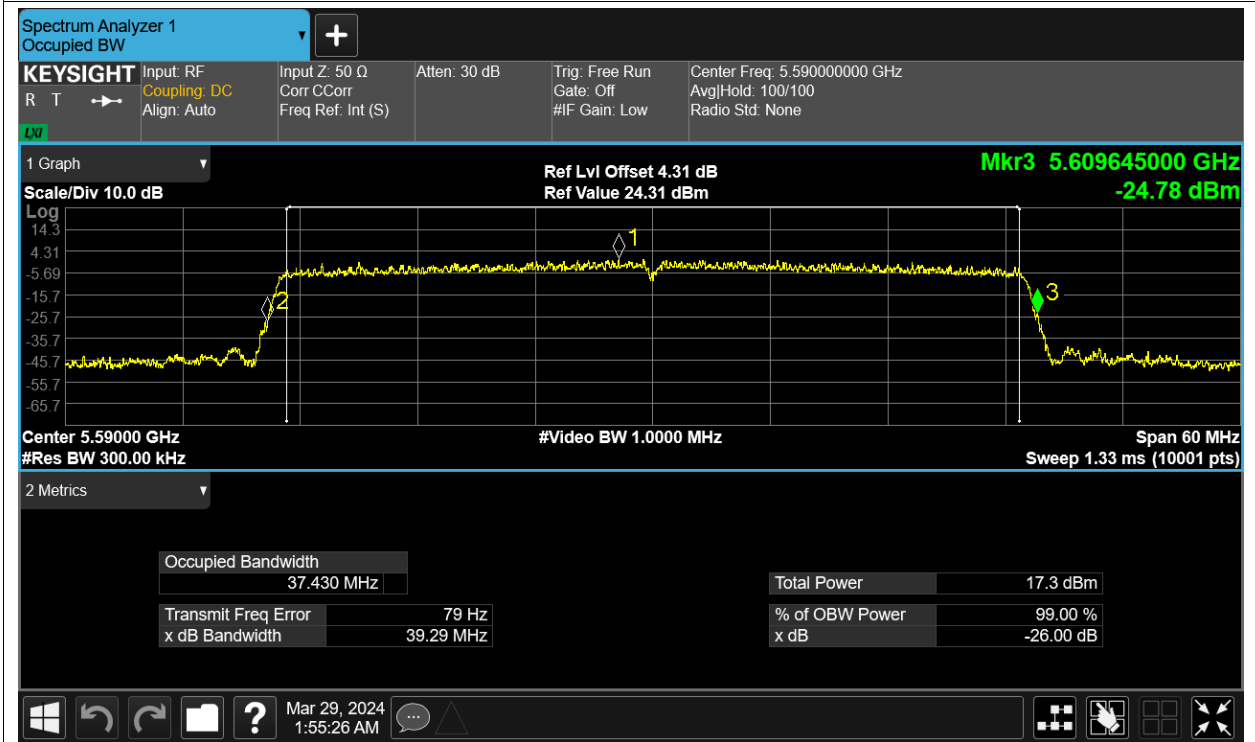 Spectrum Analyzer 1
Occupied BW
+
KEYSIGHT
R T
LXI
Input: RF
Coupling: DC
Align: Auto
Input Z: 50 Ω
Corr CCorr
Freq Ref: Int (S)
Atten: 30 dB
Trig: Free Run
Gate: Off
#IF Gain: Low
Center Freq: 5.590000000 GHz
Avg|Hold: 100/100
Radio Std: None
1 Graph
Scale/Div 10.0 dB
Ref Lvl Offset 4.31 dB
Ref Value 24.31 dBm
Mkr3 5.609645000 GHz
-24.78 dBm
Log
14.3
4.31
-5.69
-15.7
-25.7
-35.7
-45.7
-55.7
-65.7
1
2
3
Center 5.59000 GHz
#Res BW 300.00 kHz
#Video BW 1.0000 MHz
Span 60 MHz
Sweep 1.33 ms (10001 pts)
2 Metrics
Occupied Bandwidth
37.430 MHz
Transmit Freq Error 79 Hz
x dB Bandwidth 39.29 MHz
Total Power 17.3 dBm
% of OBW Power 99.00 %
x dB -26.00 dB
?
Mar 29, 2024
1:55:26 AM